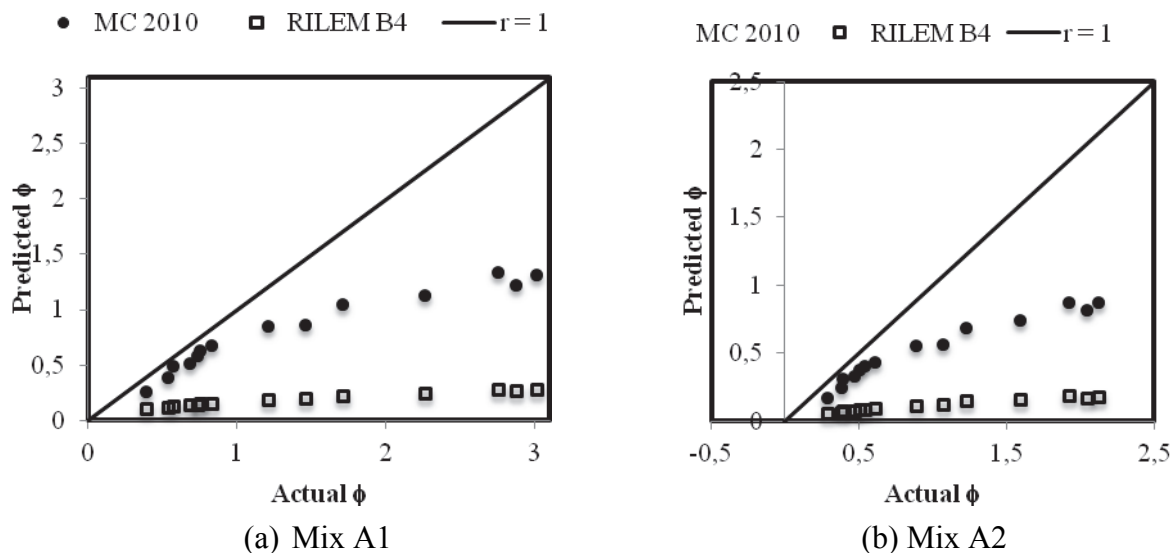 MC 2010 RILEM B4 r = 1
3
2,5
2
1,5
1
0,5
0
Predicted ϕ
0 1 2 3
Actual ϕ
(a) Mix A1
MC 2010 RILEM B4 r = 1
2,5
2
1,5
1
0,5
0
Predicted ϕ
-0,5 0,5 1,5 2,5
Actual ϕ
(b) Mix A2